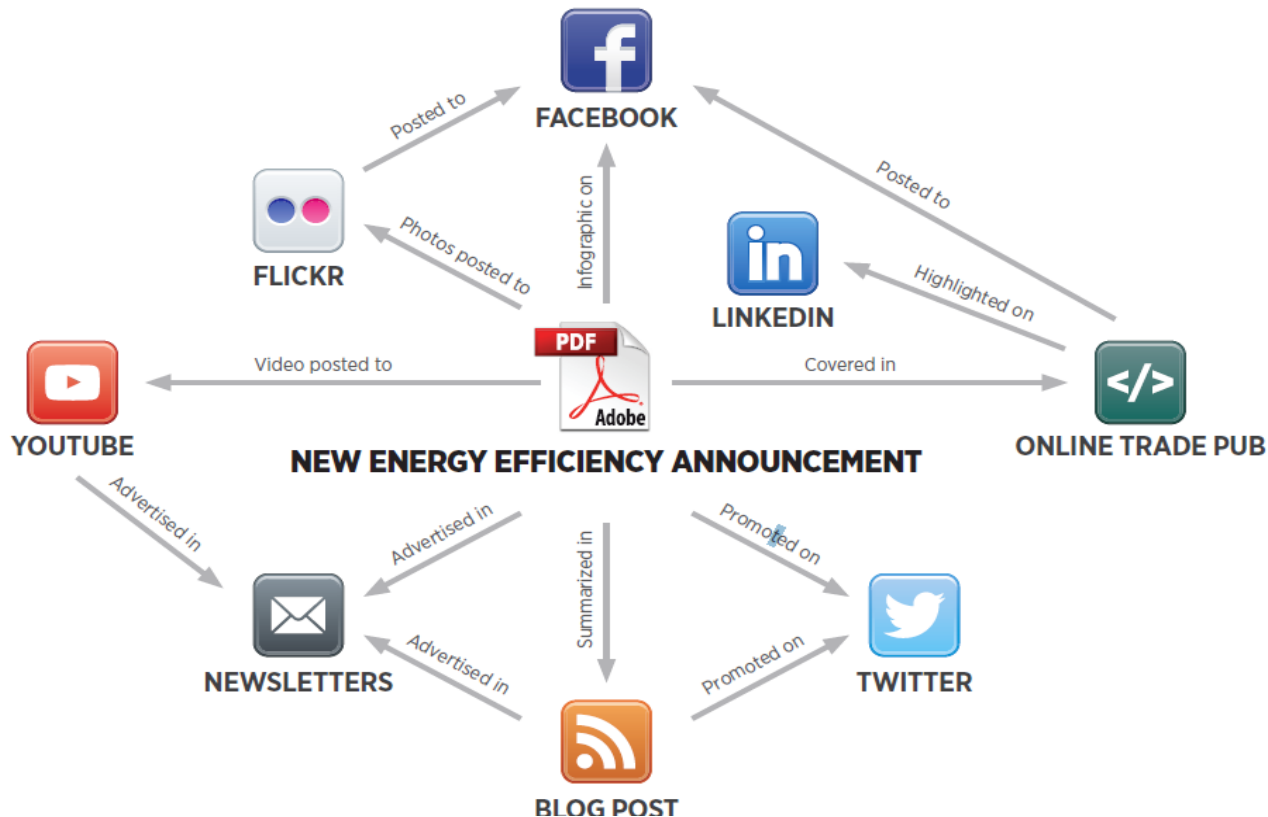 f
FACEBOOK
Posted to
Infographic on
Posted to
FLICKR
Photos posted to
in
LINKEDIN
Highlighted on
PDF
Adobe
Video posted to
Covered in
</>
YOUTUBE
ONLINE TRADE PUB
NEW ENERGY EFFICIENCY ANNOUNCEMENT
Advertised in
Advertised in
Summarized in
Promoted on
NEWSLETTERS
Advertised in
Promoted on
TWITTER
BLOG POST